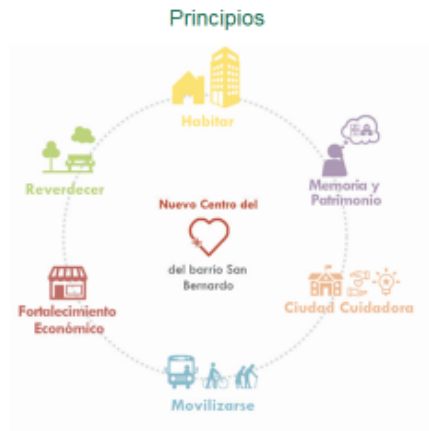 Principios
Habitar
Memoria y
Patrimonio
Ciudad Cuidadora
Movilizarse
Fortalecimiento
Económico
Reverdecer
Nuevo Centro del
del barrio San
Bernardo